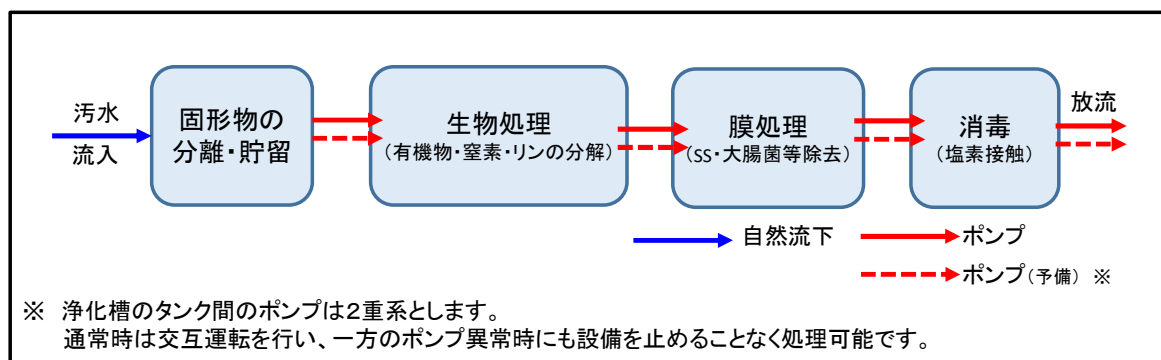 汚水
流入
固形物の
分離・貯留
生物処理
(有機物・窒素・リンの分解)
膜処理
(SS・大腸菌等除去)
消毒
(塩素接触)
放流
自然流下
ポンプ
ポンプ(予備) ※
※ 浄化槽のタンク間のポンプは2重系とします。
通常時は交互運転を行い、一方のポンプ異常時にも設備を止めることなく処理可能です。